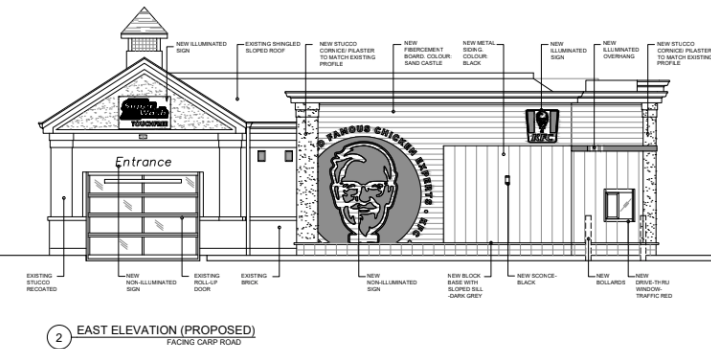 NEW ILLUMINATED
SIGN
EXISTING SHINGLED
SLOPED ROOF
NEW STUCCO
CORNICE/ PILASTER
TO MATCH EXISTING
PROFILE
NEW
FIBERCEMENT
BOARD. COLOUR:
SAND CASTLE
NEW METAL
SIDING.
COLOUR:
BLACK
NEW
ILLUMINATED
SIGN
NEW
ILLUMINATED
OVERHANG
NEW STUCCO
CORNICE/ PILASTER
TO MATCH EXISTING
PROFILE
TOUCHFREE
Entrance
FAMOUS CHICKEN EXPERTS • KFC
KFC
EXISTING
STUCCO
RECOATED
NEW
NON-ILLUMINATED
SIGN
EXISTING
ROLL-UP
DOOR
EXISTING
BRICK
NEW
NON-ILLUMINATED
SIGN
NEW BLOCK
BASE WITH
SLOPED SILL
-DARK GREY
NEW SCONCE-
BLACK
NEW
BOLLARDS
NEW
DRIVE-THRU
WINDOW-
TRAFFIC RED
2
EAST ELEVATION (PROPOSED)
FACING CARP ROAD